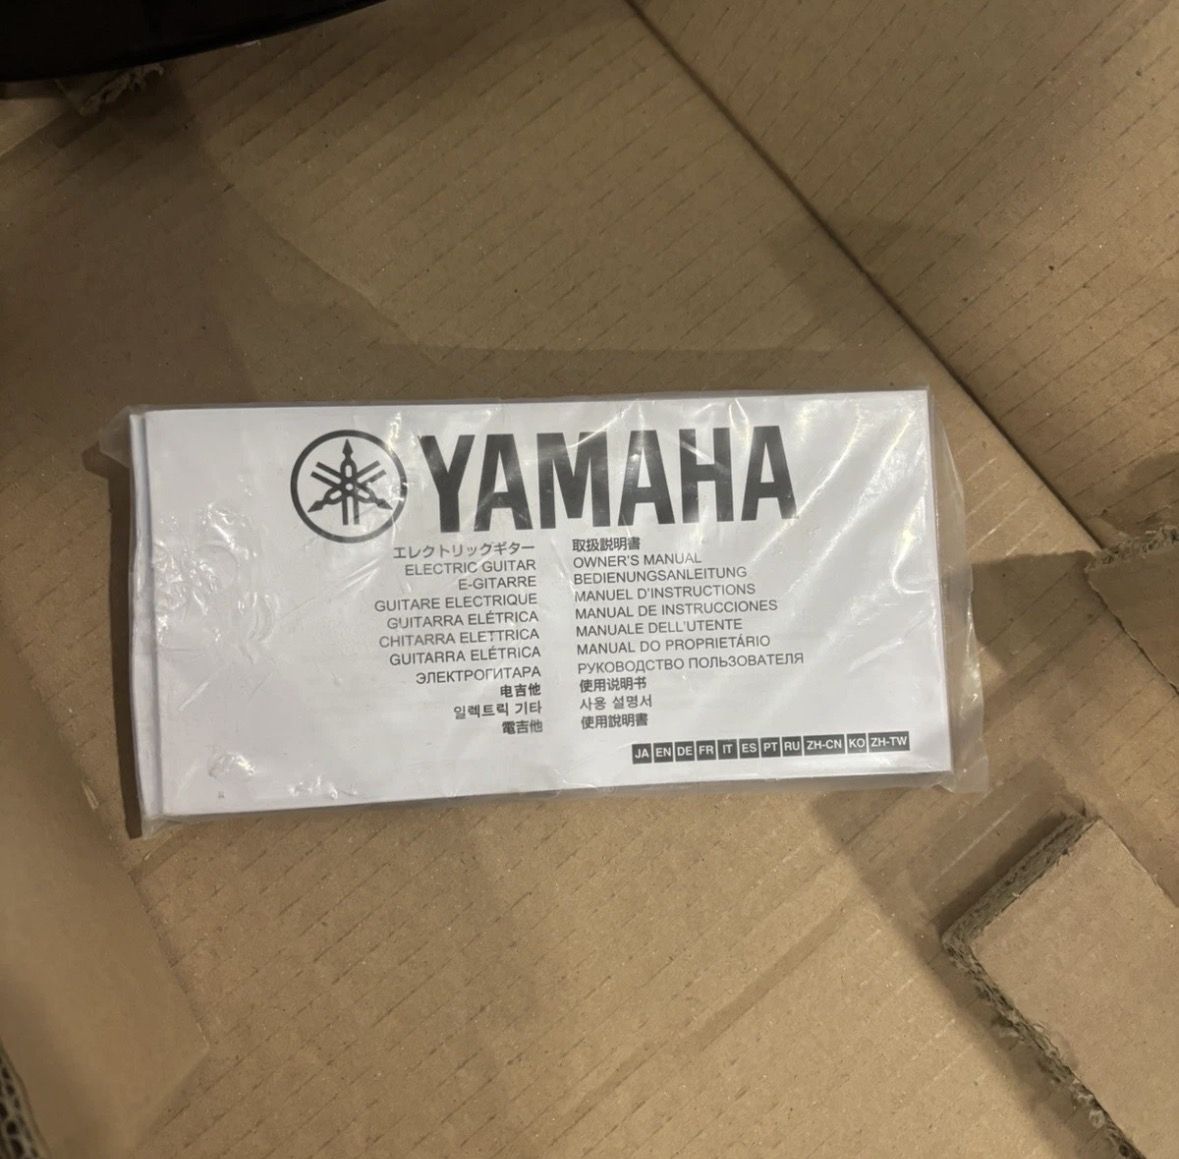 YAMAHA
エレクトリックギター 取扱説明書
ELECTRIC GUITAR OWNER'S MANUAL
E-GITARRE BEDIENUNGSANLEITUNG
GUITARE ELECTRIQUE MANUEL D'INSTRUCTIONS
GUITARRA ELÉTRICA MANUAL DE INSTRUCCIONES
CHITARRA ELETTRICA MANUALE DELL'UTENTE
GUITARRA ELÉTRICA MANUAL DO PROPRIETÁRIO
ЭЛЕКТРОГИТАРА РУКОВОДСТВО ПОЛЬЗОВАТЕЛЯ
电吉他 使用说明书
일렉트릭 기타 사용 설명서
電吉他 使用說明書
JA EN DE FR IT ES PT RU ZH-CN KO ZH-TW